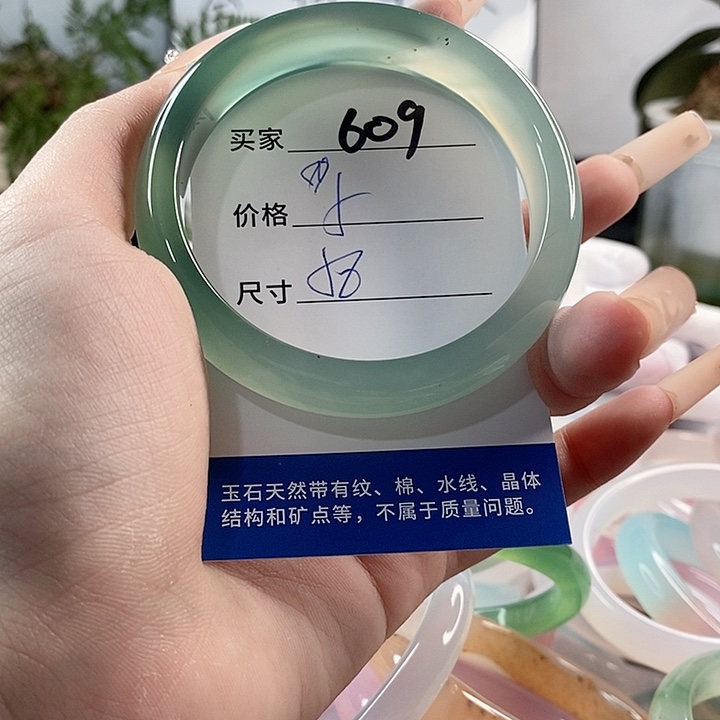 买家 609
价格
尺寸 58
玉石天然带有纹、棉、水线、晶体
结构和矿点等，不属于质量问题。